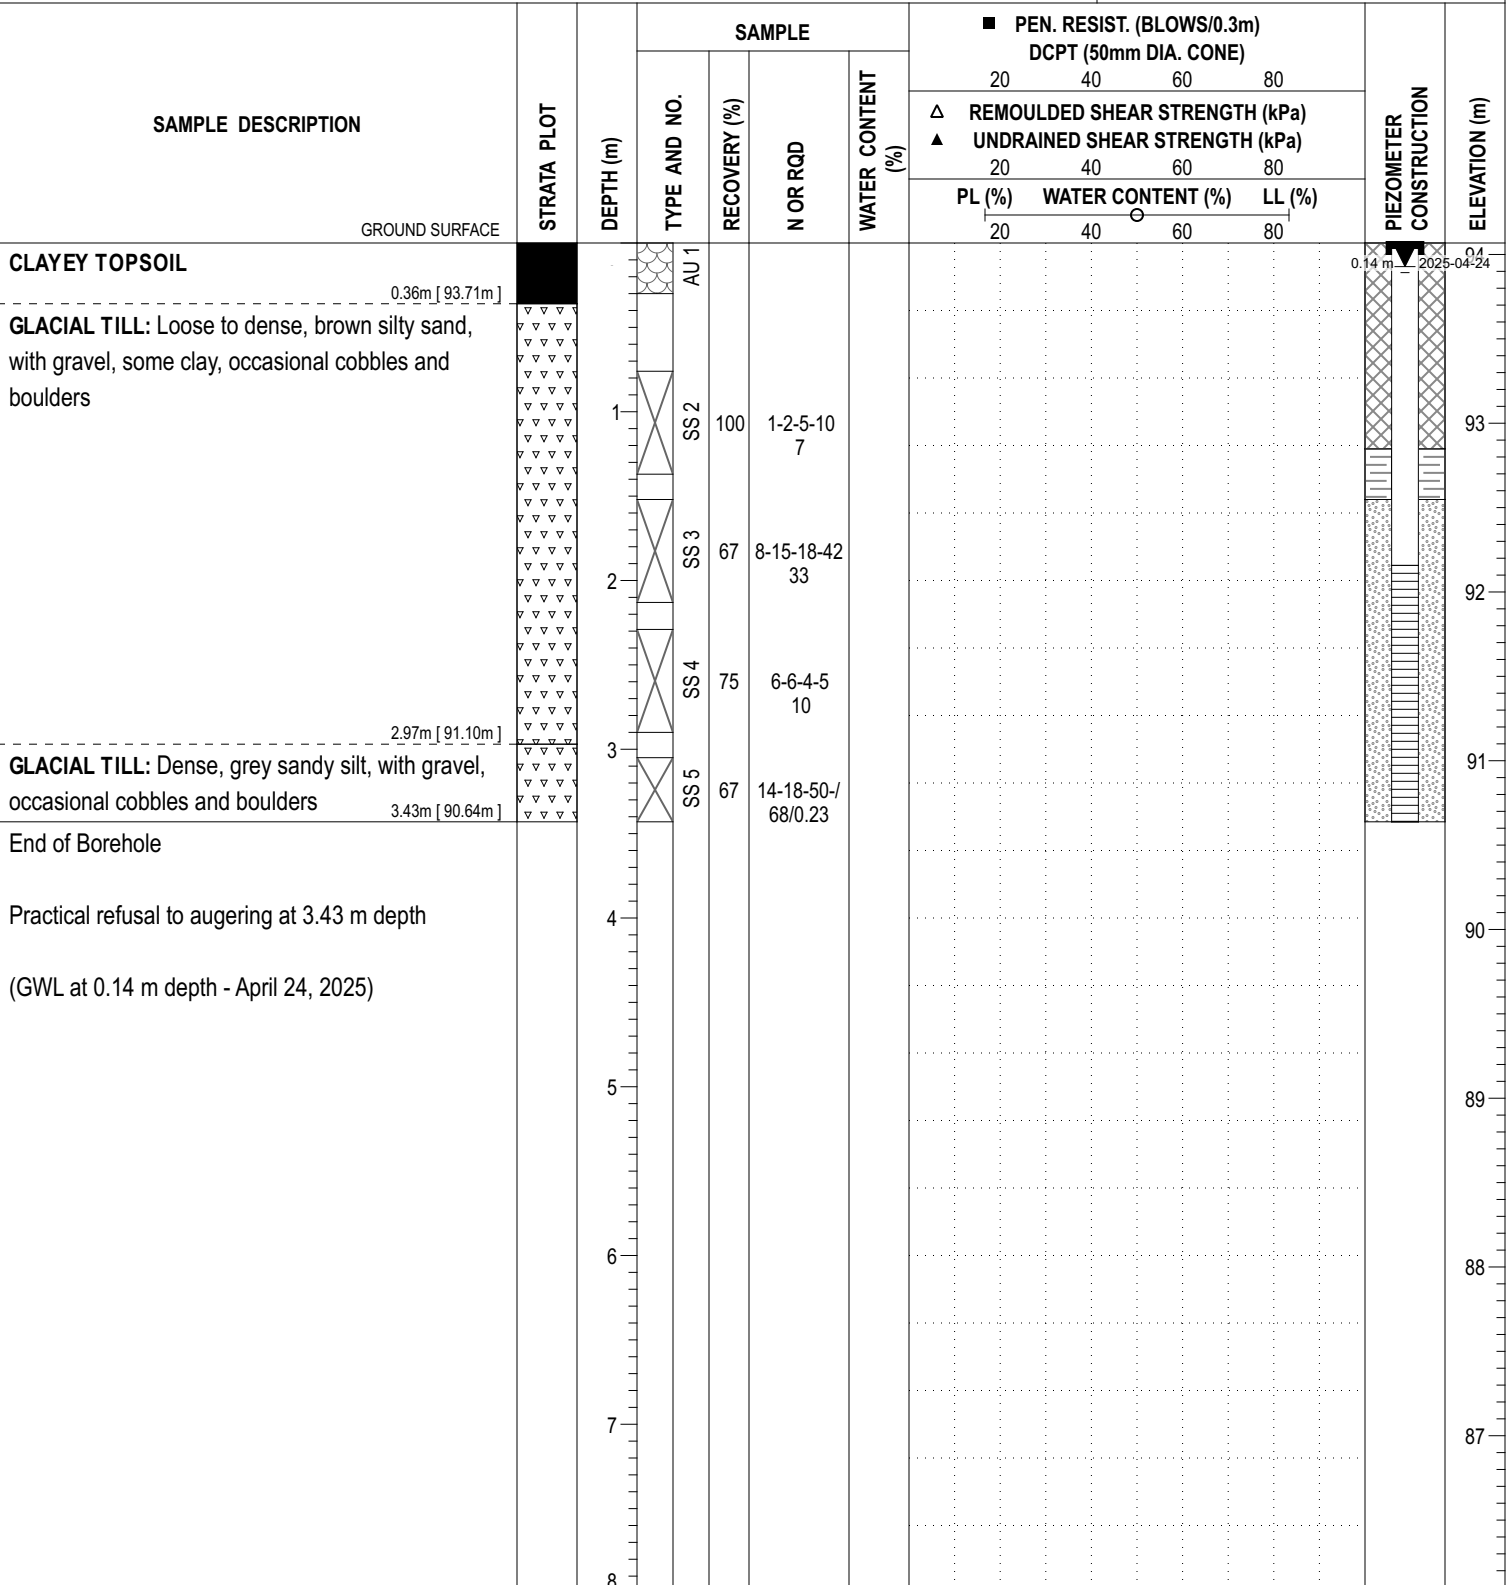 SAMPLE DESCRIPTION
GROUND SURFACE
STRATA PLOT
DEPTH (m)
SAMPLE
TYPE AND NO.
RECOVERY (%)
N OR RQD
WATER CONTENT
(%)
■ PEN. RESIST. (BLOWS/0.3m)
DCPT (50mm DIA. CONE)
20 40 60 80
△ REMOULDED SHEAR STRENGTH (kPa)
▲ UNDRAINED SHEAR STRENGTH (kPa)
20 40 60 80
PL (%) WATER CONTENT (%) LL (%)
20 40 60 80
PIEZOMETER
CONSTRUCTION
ELEVATION (m)
CLAYEY TOPSOIL
0.36m [ 93.71m ]
GLACIAL TILL: Loose to dense, brown silty sand,
with gravel, some clay, occasional cobbles and
boulders
2.97m [ 91.10m ]
GLACIAL TILL: Dense, grey sandy silt, with gravel,
occasional cobbles and boulders
3.43m [ 90.64m ]
End of Borehole
Practical refusal to augering at 3.43 m depth
(GWL at 0.14 m depth - April 24, 2025)
1
2
3
4
5
6
7
8
AU 1
SS 2
100
1-2-5-10
7
SS 3
67
8-15-18-42
33
SS 4
75
6-6-4-5
10
SS 5
67
14-18-50-/
68/0.23
0.14 m
2025-04-24
94
93
92
91
90
89
88
87